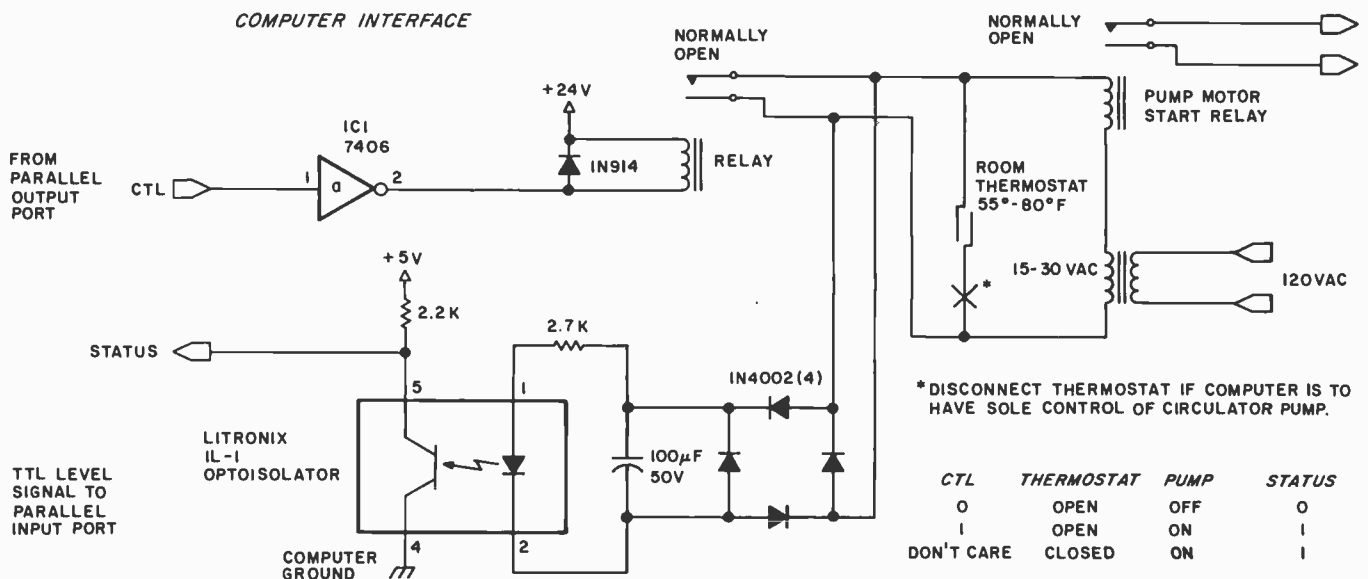 COMPUTER INTERFACE
NORMALLY
OPEN
NORMALLY
OPEN
+24V
IC1
7406
FROM
PARALLEL
OUTPUT
PORT
CTL
1
a
2
1N914
RELAY
PUMP MOTOR
START RELAY
ROOM
THERMOSTAT
55°-80°F
*
15-30 VAC
120VAC
+5V
2.2K
STATUS
2.7K
5
1
1N4002(4)
LITRONIX
IL-1
OPTOISOLATOR
100µF
50V
TTL LEVEL
SIGNAL TO
PARALLEL
INPUT PORT
4
2
COMPUTER
GROUND
*DISCONNECT THERMOSTAT IF COMPUTER IS TO
HAVE SOLE CONTROL OF CIRCULATOR PUMP.
CTL THERMOSTAT PUMP STATUS
0 OPEN OFF 0
1 OPEN ON 1
DON'T CARE CLOSED ON 1